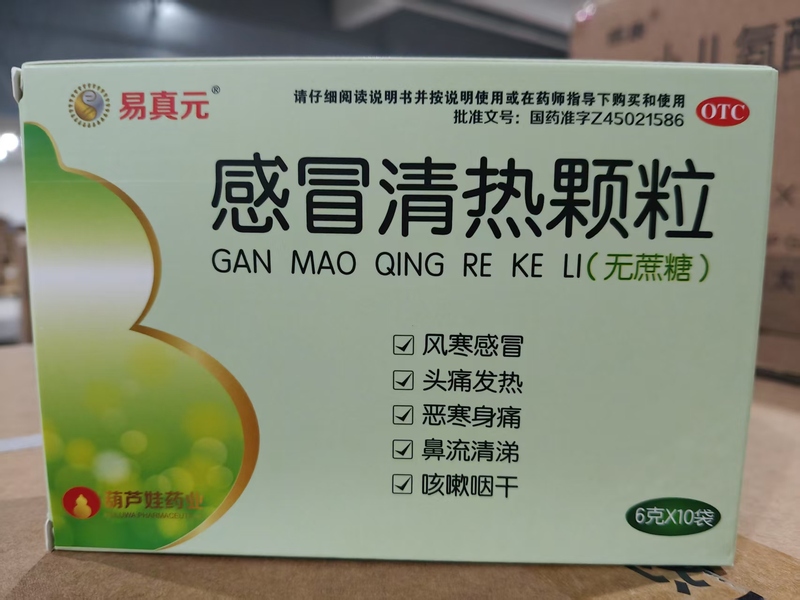 易真元®
请仔细阅读说明书并按说明使用或在药师指导下购买和使用
批准文号：国药准字Z45021586
OTC
感冒清热颗粒
GAN MAO QING RE KE LI（无蔗糖）
☑ 风寒感冒
☑ 头痛发热
☑ 恶寒身痛
☑ 鼻流清涕
☑ 咳嗽咽干
葫芦娃药业
6克X10袋